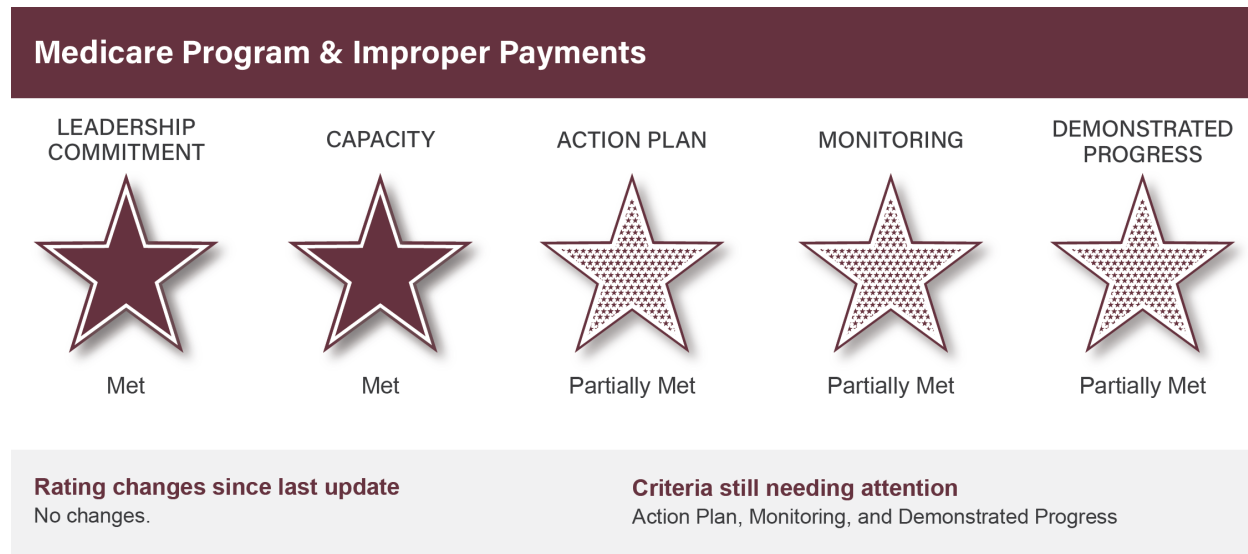 Medicare Program & Improper Payments
LEADERSHIP
COMMITMENT
CAPACITY
ACTION PLAN
MONITORING
DEMONSTRATED
PROGRESS
Met
Met
Partially Met
Partially Met
Partially Met
Rating changes since last update
No changes.
Criteria still needing attention
Action Plan, Monitoring, and Demonstrated Progress